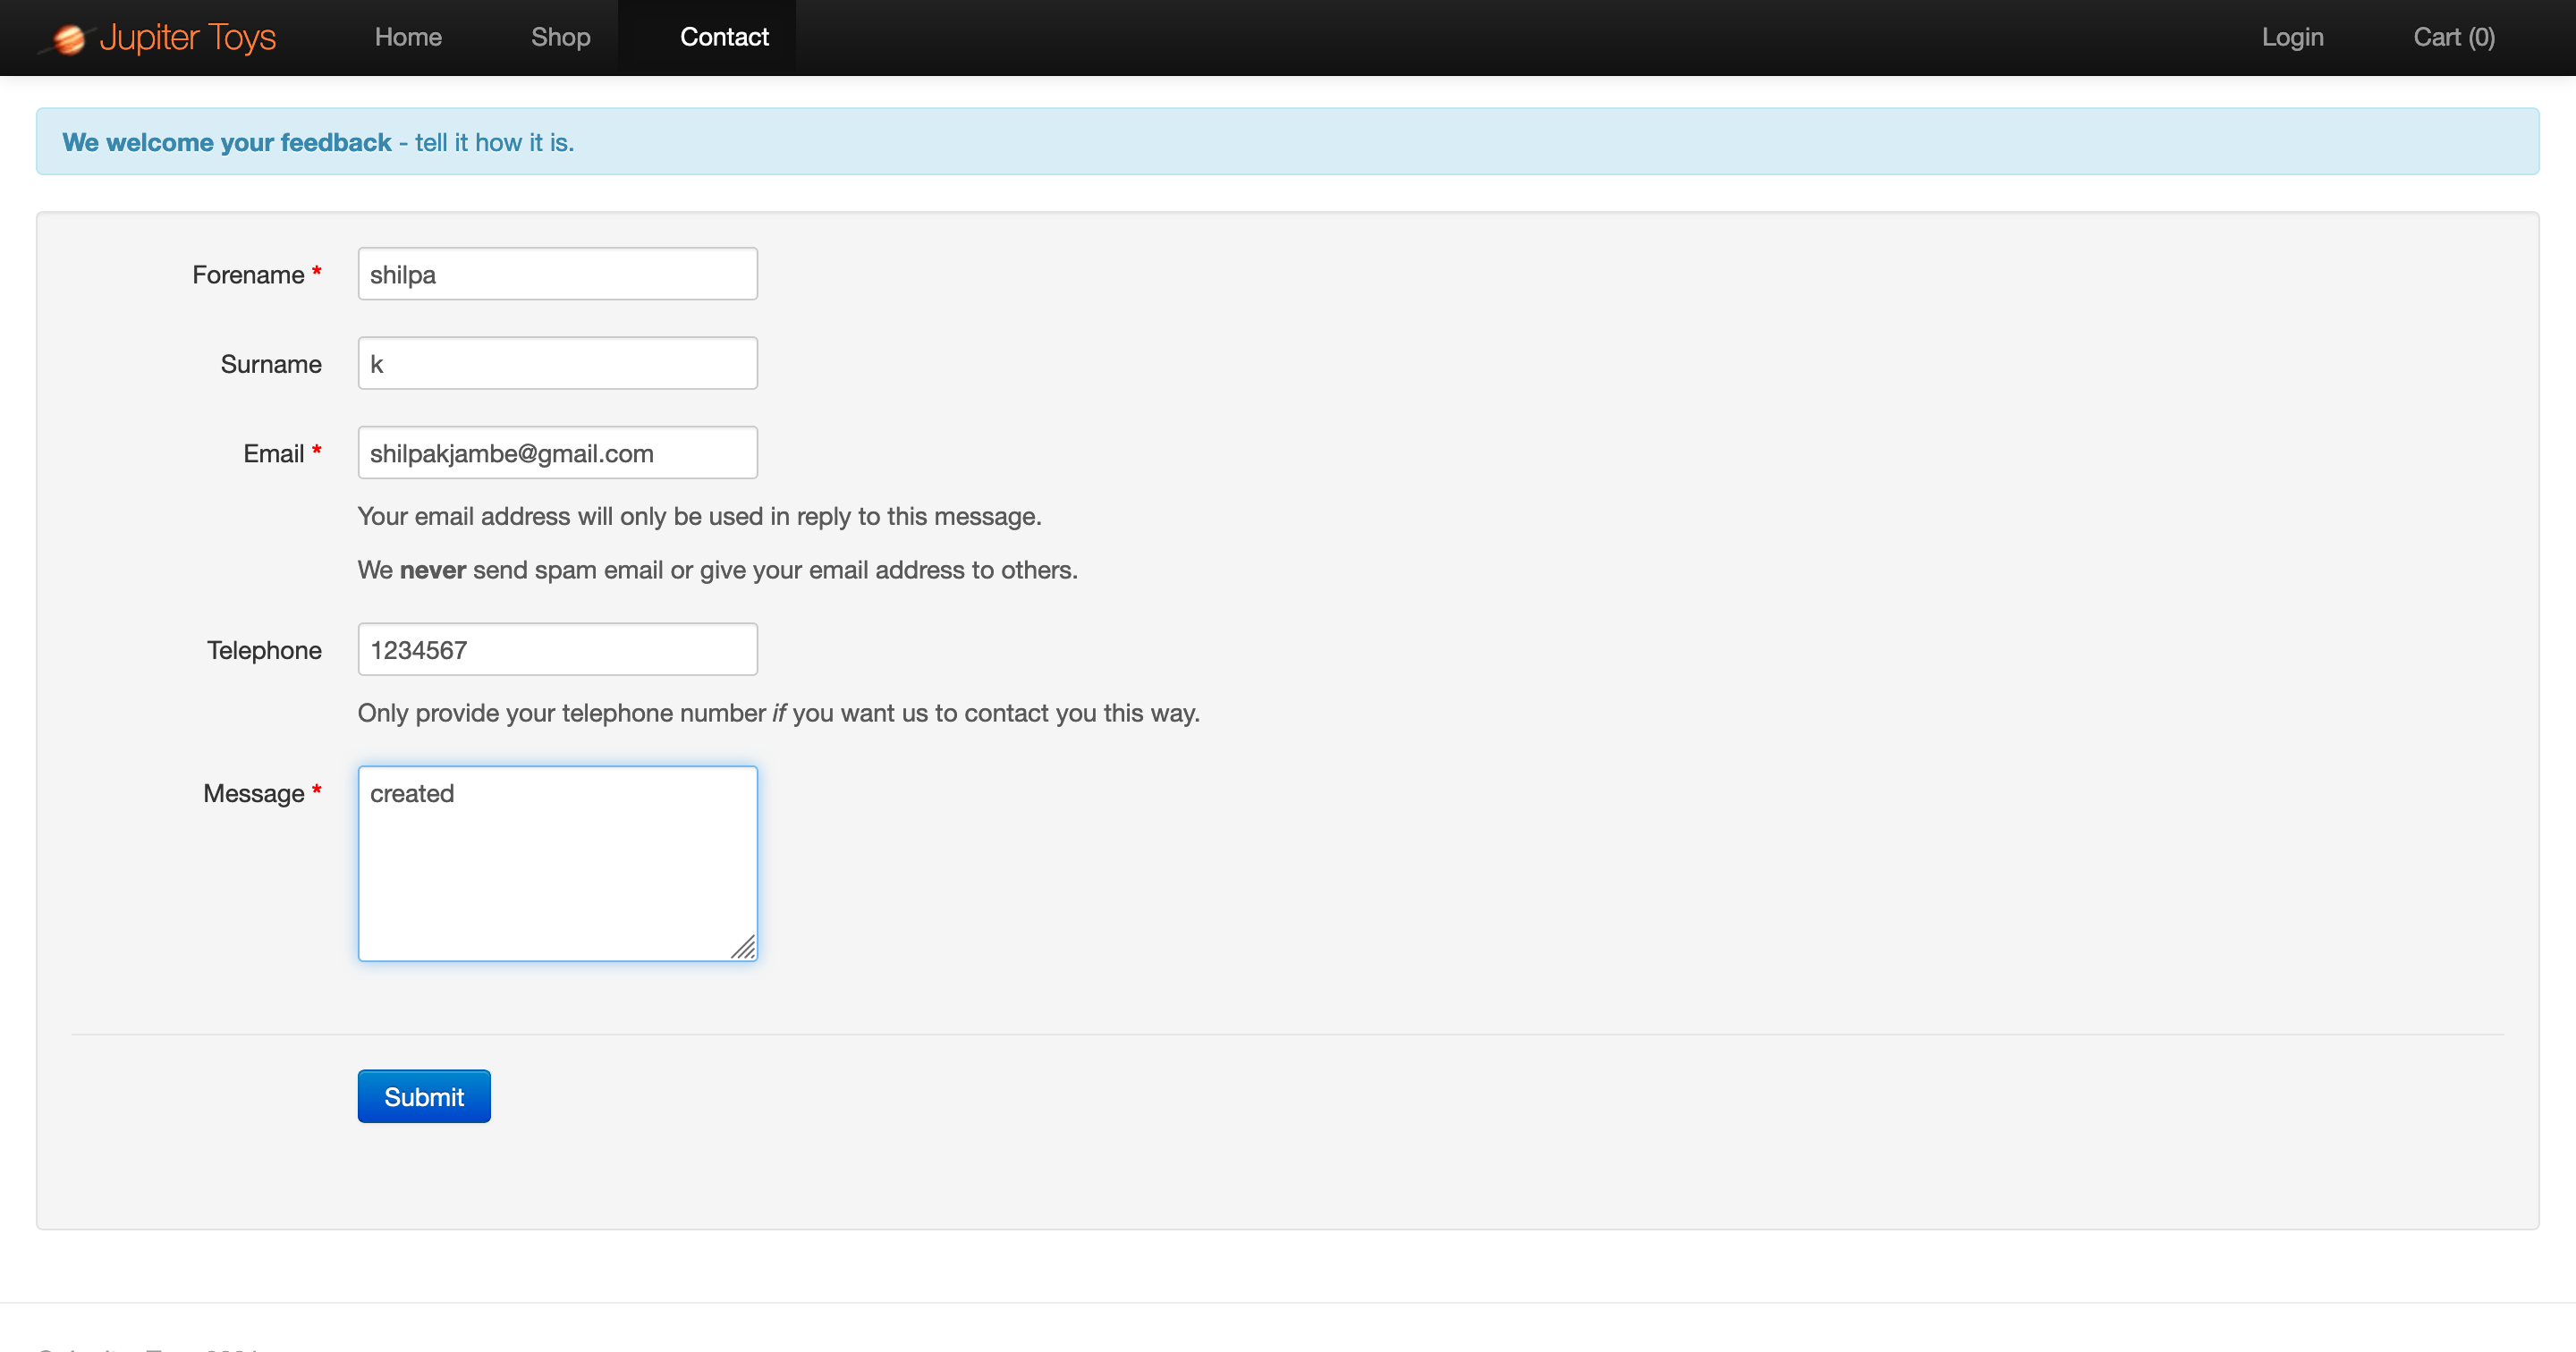 Jupiter Toys Home Shop Contact Login Cart (0)
We welcome your feedback - tell it how it is.
Forename * shilpa
Surname k
Email * shilpakjambe@gmail.com
Your email address will only be used in reply to this message.
We never send spam email or give your email address to others.
Telephone 1234567
Only provide your telephone number if you want us to contact you this way.
Message * created
Submit